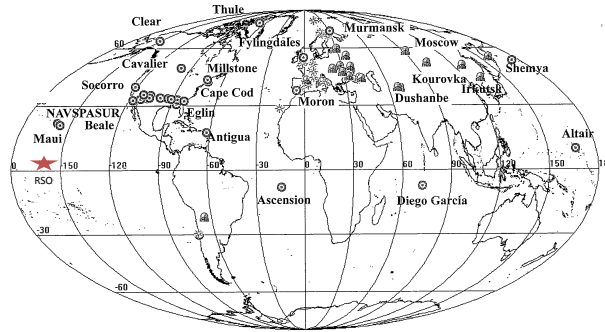 Thule
Clear
Murmansk
60
Fylingdales
Moscow
Cavalier
Millstone
Shemya
Socorro
Kourovka
Cape Cod
Irkutsk
Moron
Dushanbe
NAVSPASUR
Eglin
Beale
Maui
Antigua
Altair
0
-150
-120
-90
-60
-30
0
30
60
90
120
150
RSO
Ascension
Diego García
-30
-60